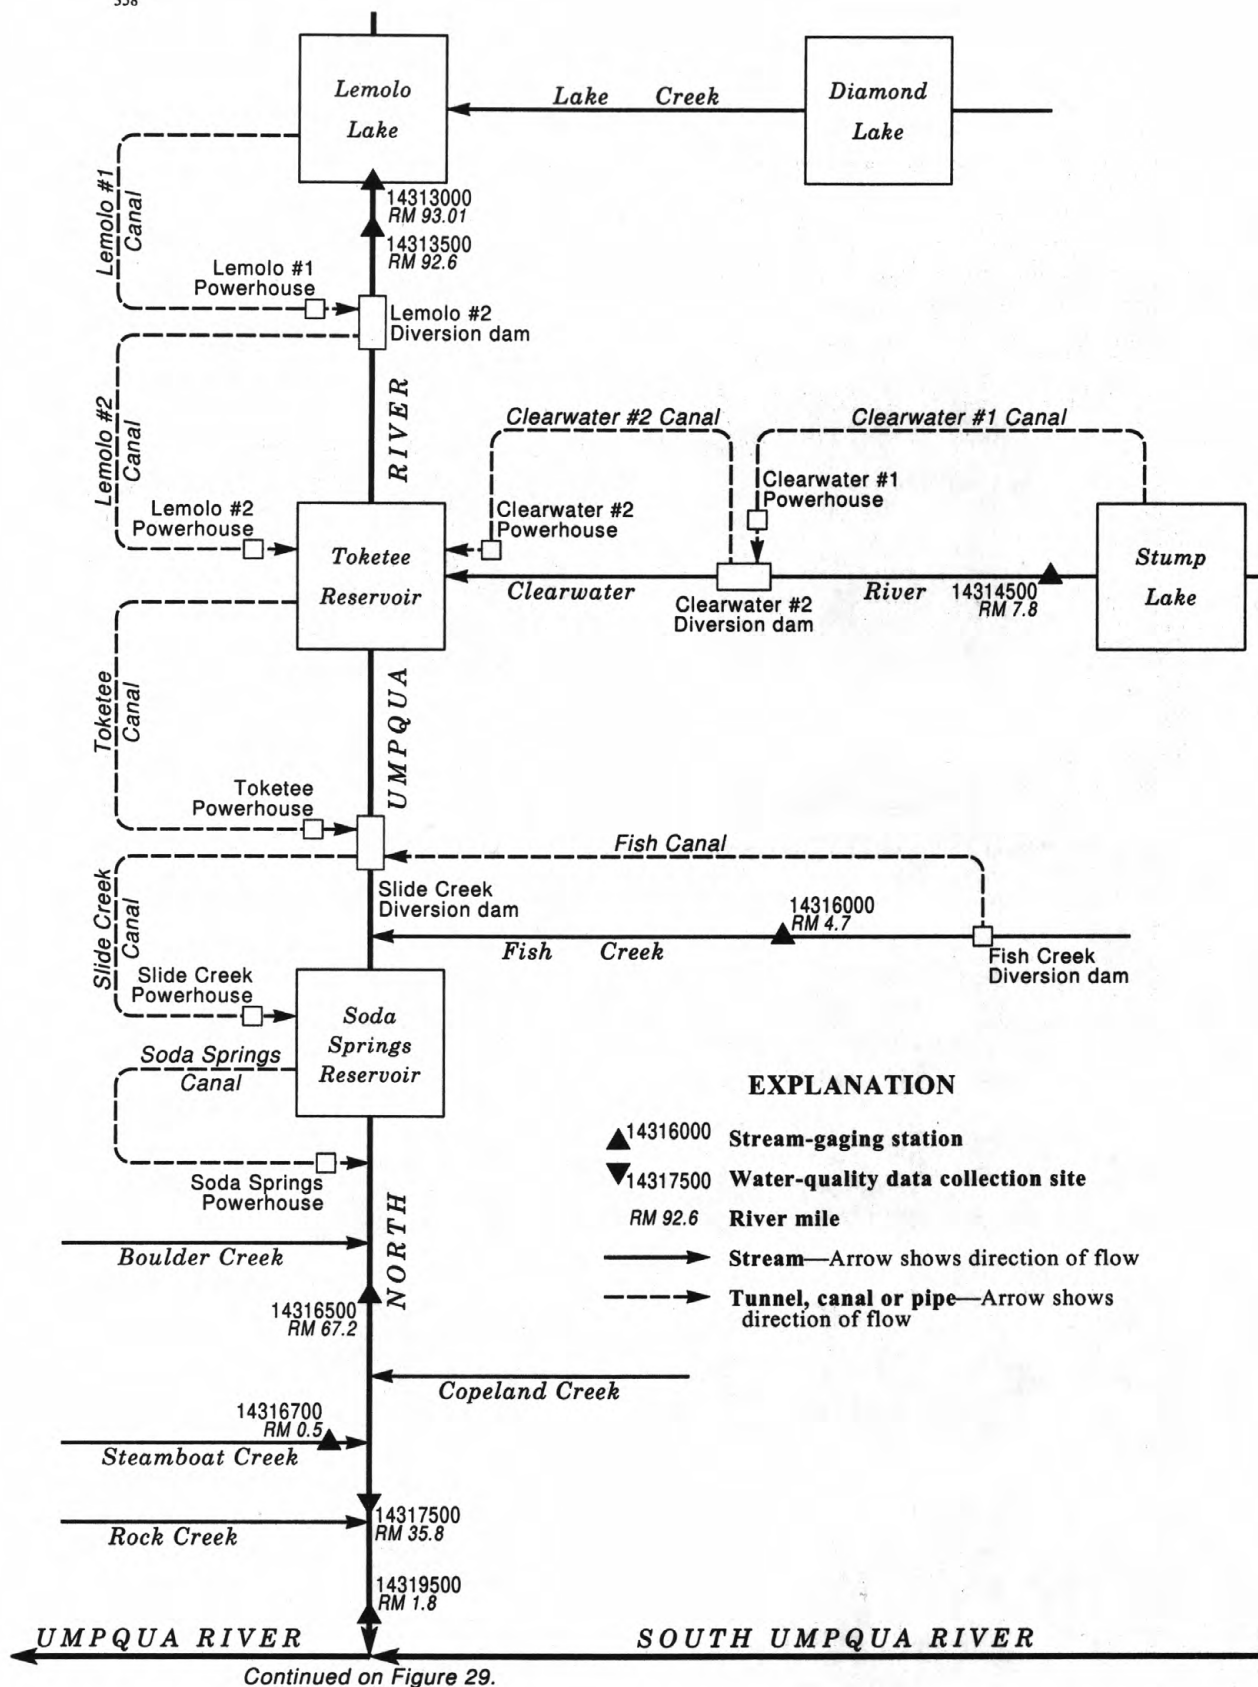 358
Lemolo
Lake
Lake Creek
Diamond
Lake
Lemolo #1
Canal
14313000
RM 93.01
14313500
RM 92.6
Lemolo #1
Powerhouse
Lemolo #2
Diversion dam
Lemolo #2
Canal
RIVER
Clearwater #2 Canal
Clearwater #1 Canal
Clearwater #1
Powerhouse
Lemolo #2
Powerhouse
Clearwater #2
Powerhouse
Toketee
Reservoir
Stump
Lake
Clearwater
River
14314500
RM 7.8
Clearwater #2
Diversion dam
Toketee
Canal
UMPQUA
Toketee
Powerhouse
Fish Canal
Slide Creek
Diversion dam
Slide Creek
Canal
14316000
RM 4.7
Fish Creek
Fish Creek
Diversion dam
Slide Creek
Powerhouse
Soda
Springs
Reservoir
Soda Springs
Canal
Soda Springs
Powerhouse
NORTH
Boulder Creek
14316500
RM 67.2
Copeland Creek
14316700
RM 0.5
Steamboat Creek
14317500
RM 35.8
Rock Creek
14319500
RM 1.8
UMPQUA RIVER
SOUTH UMPQUA RIVER
Continued on Figure 29.
EXPLANATION
14316000 Stream-gaging station
14317500 Water-quality data collection site
RM 92.6 River mile
Stream—Arrow shows direction of flow
Tunnel, canal or pipe—Arrow shows
direction of flow